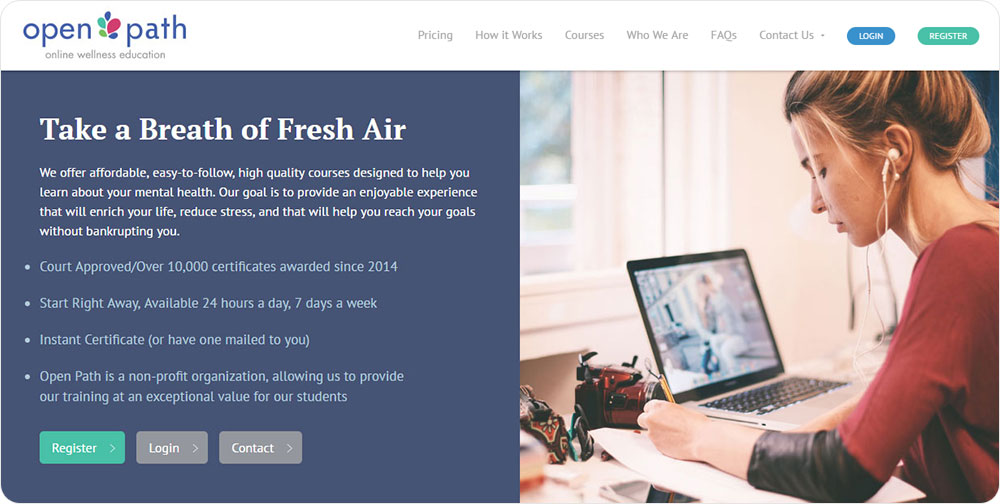 open path
online wellness education
Pricing How it Works Courses Who We Are FAQs Contact Us LOGIN REGISTER
Take a Breath of Fresh Air
We offer affordable, easy-to-follow, high quality courses designed to help you
learn about your mental health. Our goal is to provide an enjoyable experience
that will enrich your life, reduce stress, and that will help you reach your goals
without bankrupting you.
Court Approved/Over 10,000 certificates awarded since 2014
Start Right Away, Available 24 hours a day, 7 days a week
Instant Certificate (or have one mailed to you)
Open Path is a non-profit organization, allowing us to provide
our training at an exceptional value for our students
Register Login Contact